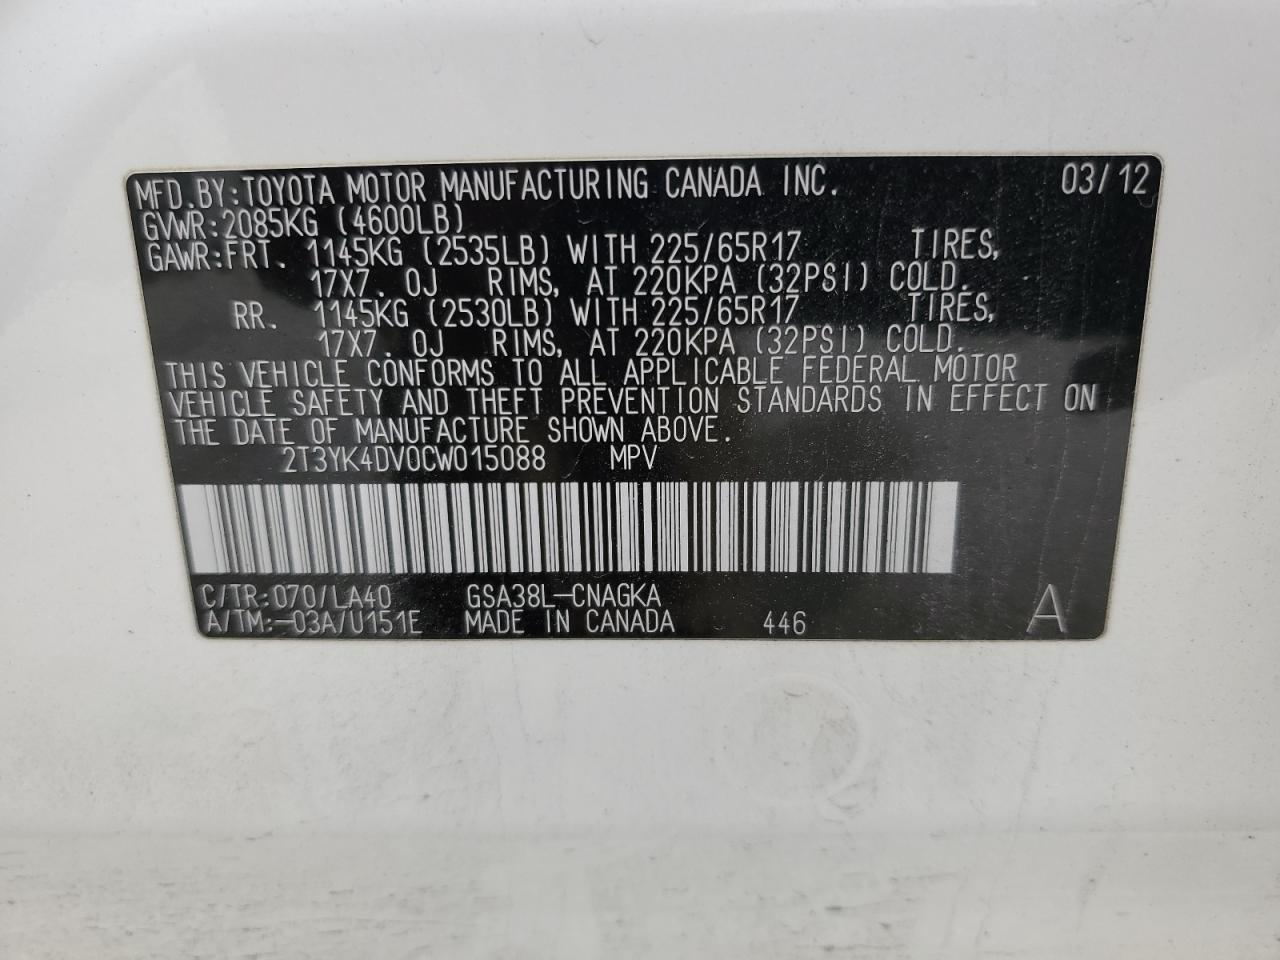 MFD.BY:TOYOTA MOTOR MANUFACTURING CANADA INC. 03/12
GVWR:2085KG (4600LB)
GAWR:FRT. 1145KG (2535LB) WITH 225/65R17 TIRES,
17X7.0J RIMS, AT 220KPA (32PSI) COLD.
RR. 1145KG (2530LB) WITH 225/65R17 TIRES,
17X7.0J RIMS, AT 220KPA (32PSI) COLD.
THIS VEHICLE CONFORMS TO ALL APPLICABLE FEDERAL MOTOR
VEHICLE SAFETY AND THEFT PREVENTION STANDARDS IN EFFECT ON
THE DATE OF MANUFACTURE SHOWN ABOVE.
2T3YK4DV0CW015088 MPV
C/TR:070/LA40 GSA38L-CNAGKA
A/TM:-03A/U151E MADE IN CANADA 446 A